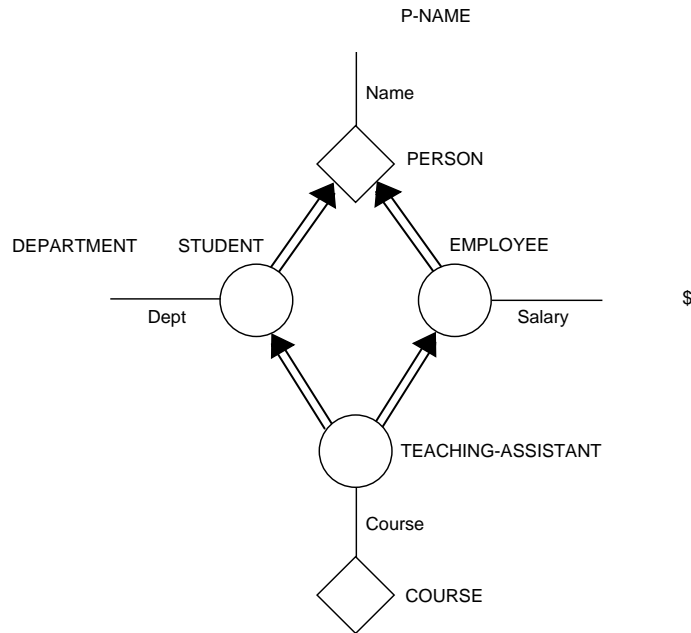 P-NAME
Name
PERSON
DEPARTMENT STUDENT EMPLOYEE
Dept Salary $
TEACHING-ASSISTANT
Course
COURSE